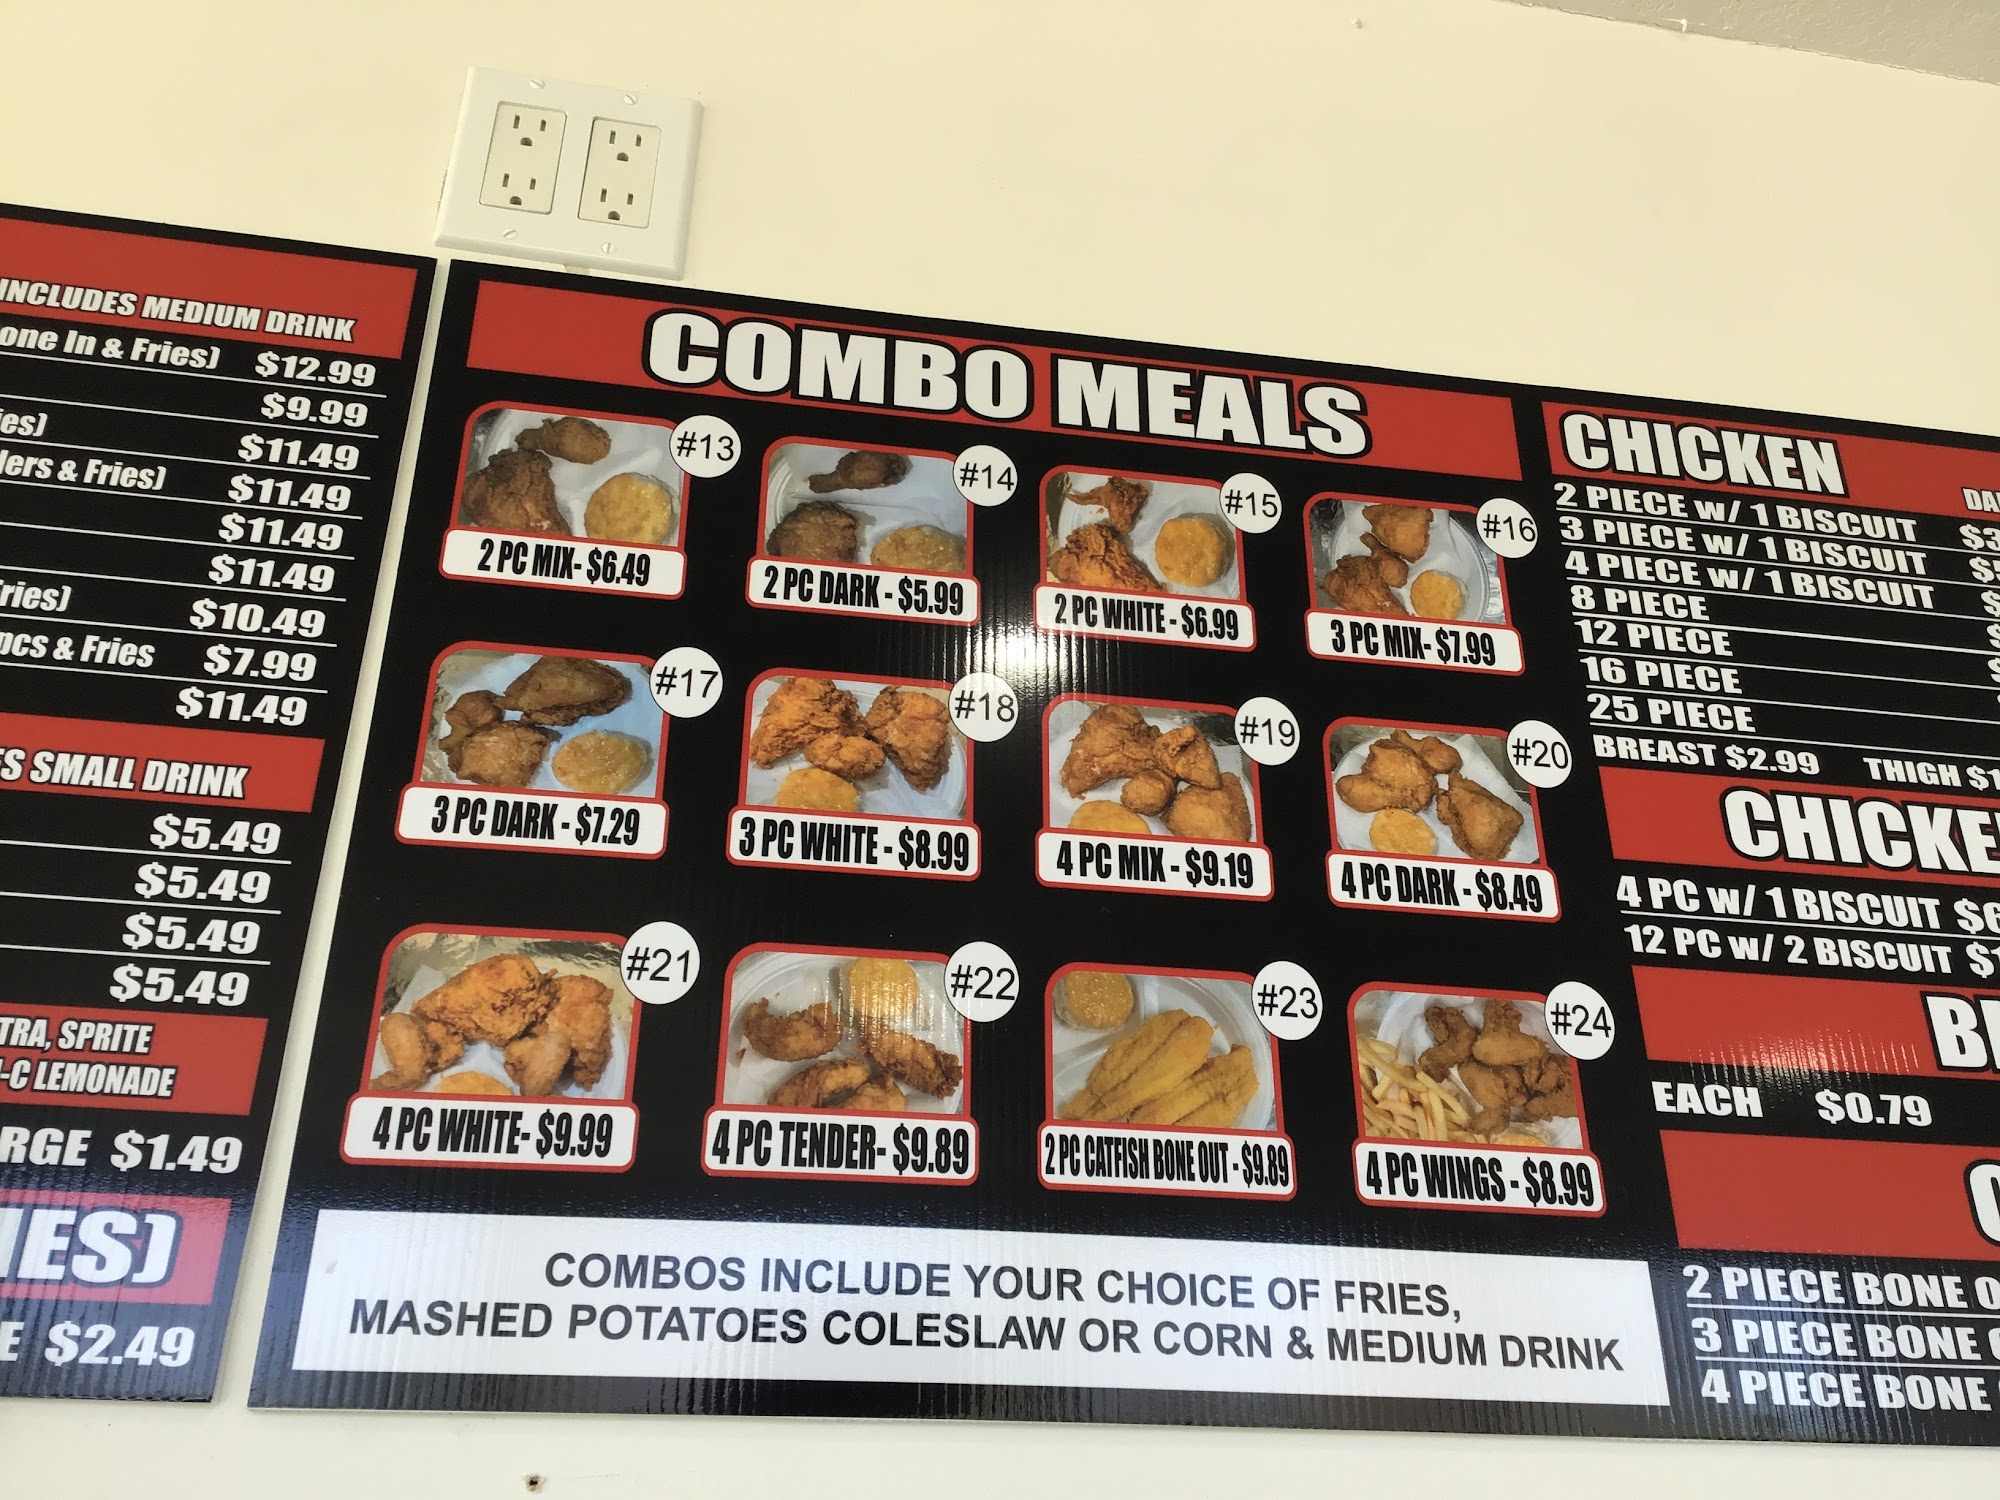 INCLUDES MEDIUM DRINK
one In & Fries) $12.99
$9.99
ies) $11.49
ders & Fries) $11.49
$11.49
$11.49
ries) $10.49
pcs & Fries $7.99
$11.49
SMALL DRINK
$5.49
$5.49
$5.49
$5.49
TRA, SPRITE
-C LEMONADE
RGE $1.49
IES)
E $2.49
COMBO MEALS
#13
2 PC MIX- $6.49
#14
2 PC DARK - $5.99
#15
2 PC WHITE - $6.99
#16
3 PC MIX- $7.99
#17
3 PC DARK - $7.29
#18
3 PC WHITE - $8.99
#19
4 PC MIX - $9.19
#20
4 PC DARK - $8.49
#21
4 PC WHITE- $9.99
#22
4 PC TENDER- $9.89
#23
2 PC CATFISH BONE OUT - $9.89
#24
4 PC WINGS - $8.99
COMBOS INCLUDE YOUR CHOICE OF FRIES,
MASHED POTATOES COLESLAW OR CORN & MEDIUM DRINK
CHICKEN
DA
2 PIECE W/ 1 BISCUIT $3
3 PIECE W/ 1 BISCUIT $
4 PIECE W/ 1 BISCUIT $
8 PIECE
12 PIECE
16 PIECE
25 PIECE
BREAST $2.99 THIGH $1
CHICKE
4 PC W/ 1 BISCUIT $6
12 PC W/ 2 BISCUIT $1
EACH $0.79
2 PIECE BONE O
3 PIECE BONE
4 PIECE BONE